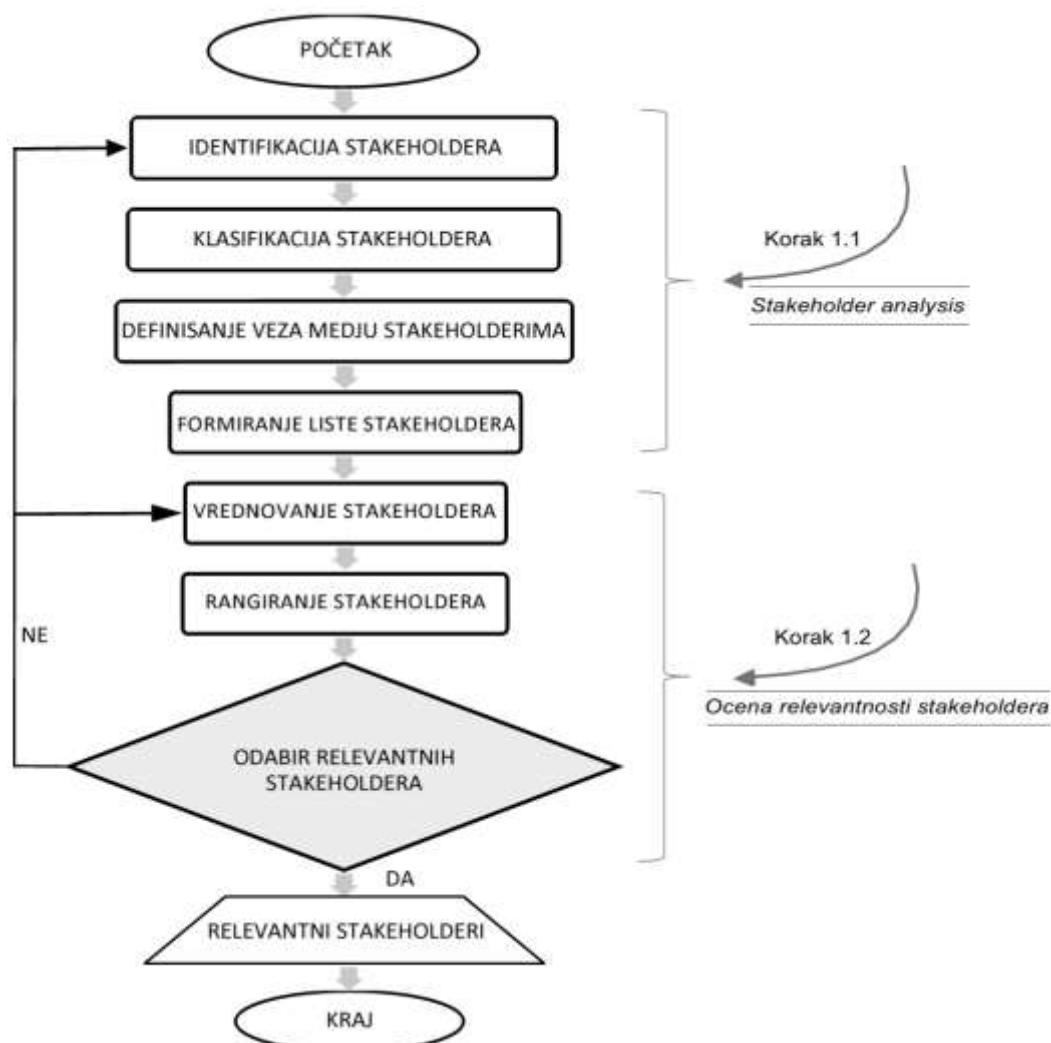 POČETAK
IDENTIFIKACIJA STAKEHOLDERA
KLASIFIKACIJA STAKEHOLDERA
DEFINISANJE VEZA MEDJU STAKEHOLDERIMA
FORMIRANJE LISTE STAKEHOLDERA
Korak 1.1
Stakeholder analysis
VREDNOVANJE STAKEHOLDERA
RANGIRANJE STAKEHOLDERA
NE
ODABIR RELEVANTNIH
STAKEHOLDERA
Korak 1.2
Ocena relevantnosti stakeholdera
DA
RELEVANTNI STAKEHOLDERI
KRAJ